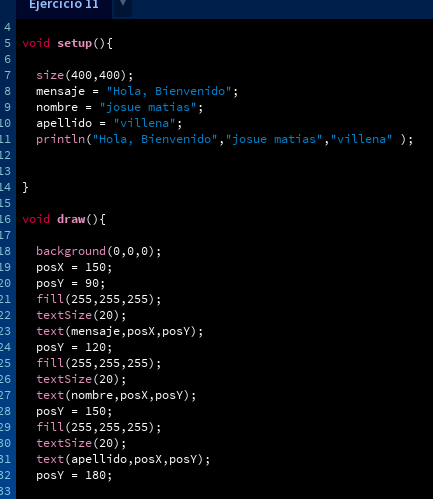 Ejercicio 11
4
5 void setup(){
6
7 size(400,400);
8 mensaje = "Hola, Bienvenido";
9 nombre = "josue matias";
10 apellido = "villena";
11 println("Hola, Bienvenido","josue matias","villena" );
12
13
14 }
15
16 void draw(){
17
18 background(0,0,0);
19 posX = 150;
20 posY = 90;
21 fill(255,255,255);
22 textSize(20);
23 text(mensaje,posX,posY);
24 posY = 120;
25 fill(255,255,255);
26 textSize(20);
27 text(nombre,posX,posY);
28 posY = 150;
29 fill(255,255,255);
30 textSize(20);
31 text(apellido,posX,posY);
32 posY = 180;
33